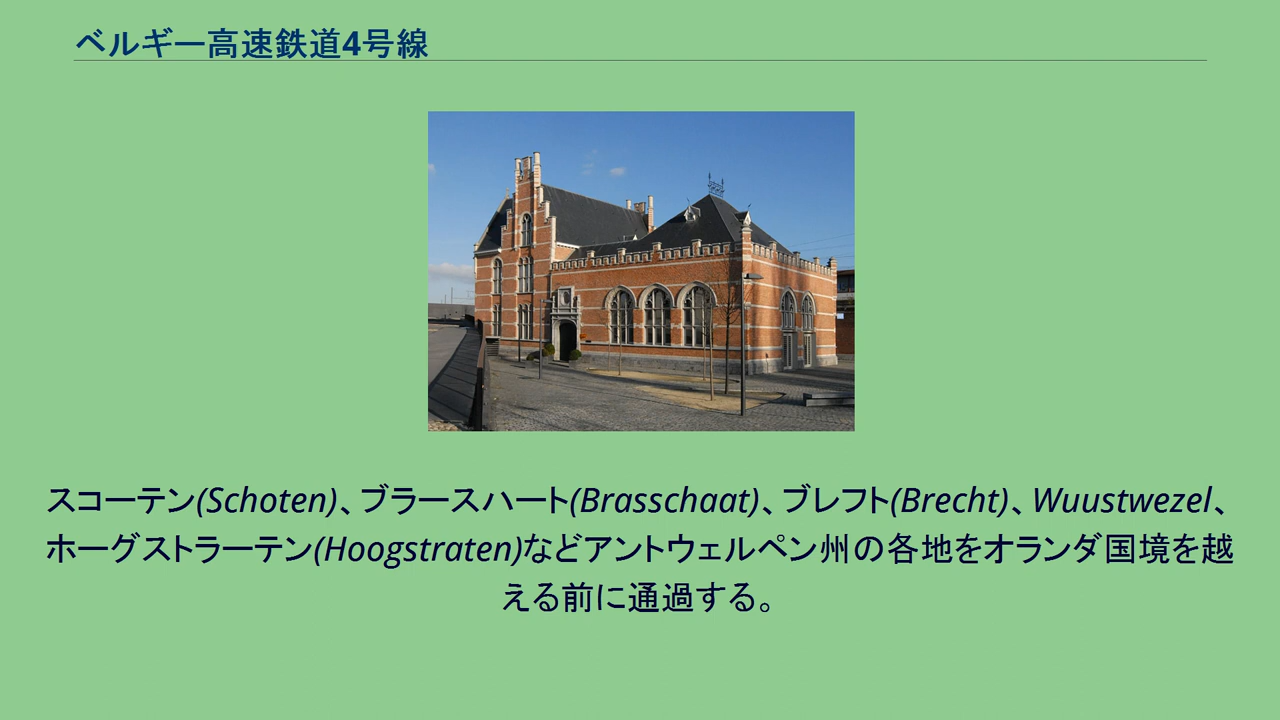 ベルギー高速鉄道4号線
スコーテン(Schoten)、ブラースハート(Brasschaat)、ブレフト(Brecht)、Wuustwezel、
ホーグストラーテン(Hoogstraten)などアントウェルペン州の各地をオランダ国境を越
える前に通過する。